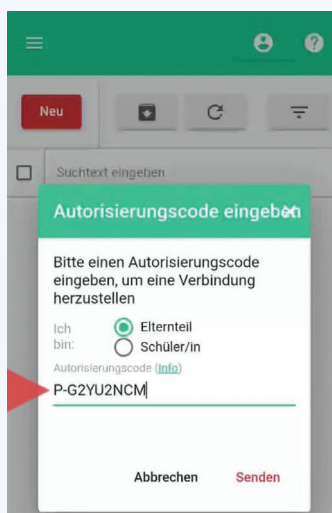 Neu
Suchtext eingeben
Autorisierungscode eingeben
Bitte einen Autorisierungscode
eingeben, um eine Verbindung
herzustellen
Ich
bin:
Elternteil
Schüler/in
Autorisierungscode (Info)
P-G2YU2NCM
Abbrechen
Senden